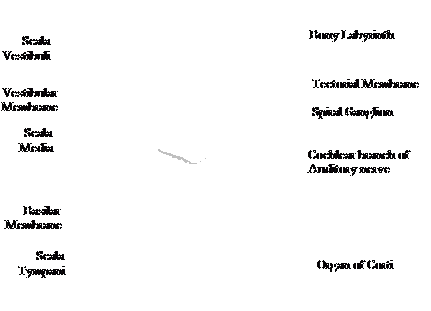 Scala
Vestibuli
Vestibular
Membrane
Scala
Media
Basilar
Membrane
Scala
Tympani
Bony Labyrinth
Tectorial Membrane
Spiral Ganglion
Cochlear branch of
Auditory nerve
Organ of Corti